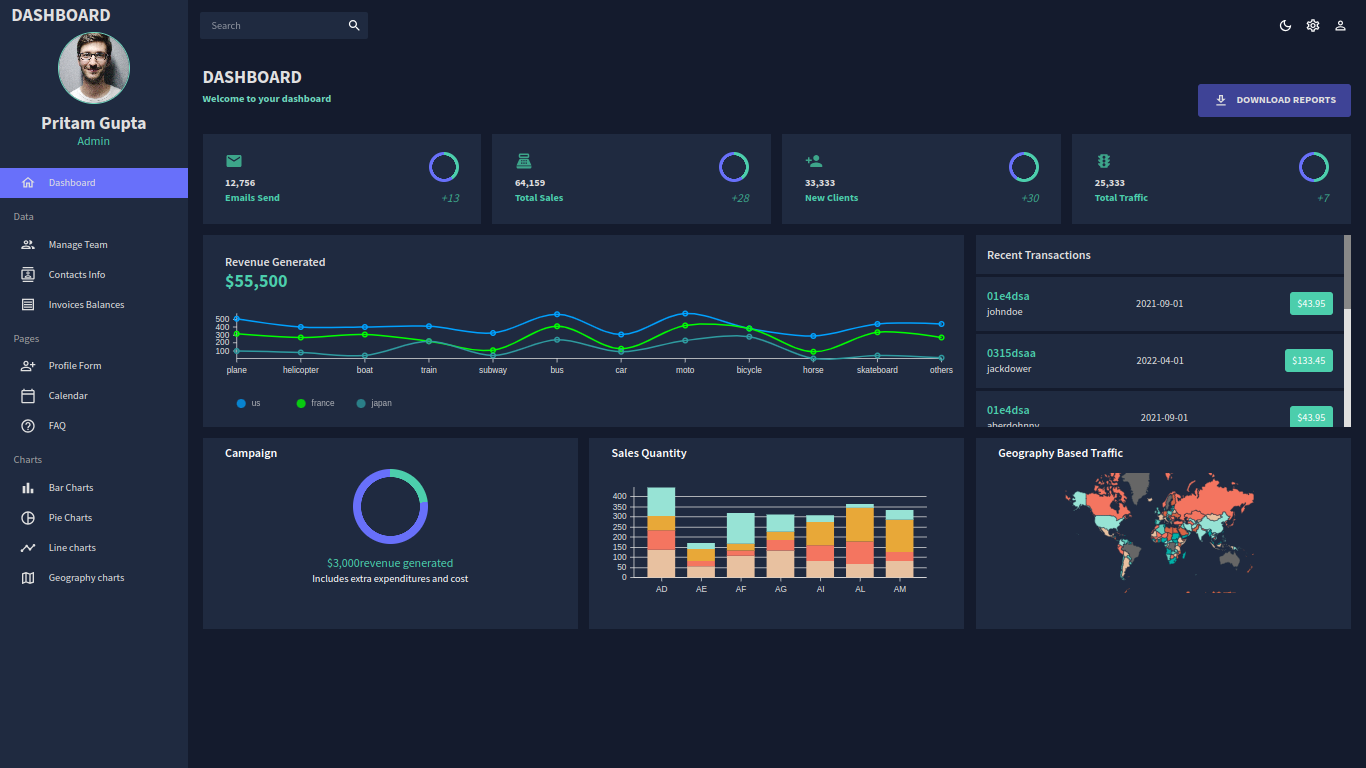 DASHBOARD
Pritam Gupta
Admin
Dashboard
Data
Manage Team
Contacts Info
Invoices Balances
Pages
Profile Form
Calendar
FAQ
Charts
Bar Charts
Pie Charts
Line charts
Geography charts
Search
DASHBOARD
Welcome to your dashboard
DOWNLOAD REPORTS
12,756
Emails Send
+13
64,159
Total Sales
+28
33,333
New Clients
+30
25,333
Total Traffic
+7
Revenue Generated
$55,500
500
400
300
200
100
plane helicopter boat train subway bus car moto bicycle horse skateboard others
us france japan
Recent Transactions
01e4dsa
johndoe
2021-09-01
$43.95
0315dsaa
jackdower
2022-04-01
$133.45
01e4dsa
aberdohnny
2021-09-01
$43.95
Campaign
$3,000revenue generated
Includes extra expenditures and cost
Sales Quantity
400
350
300
250
200
150
100
50
0
AD AE AF AG AI AL AM
Geography Based Traffic